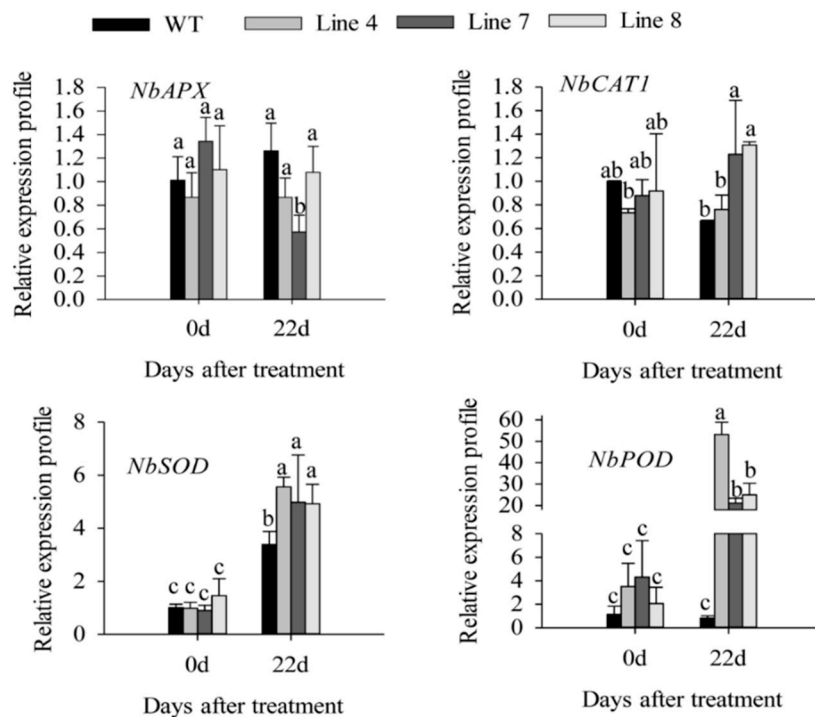 WT Line 4 Line 7 Line 8
NbAPX
Relative expression profile
1.8
1.6
1.4
1.2
1.0
0.8
0.6
0.4
0.2
0.0
a a a a a a b a
0d 22d
Days after treatment
NbCAT1
Relative expression profile
1.8
1.6
1.4
1.2
1.0
0.8
0.6
0.4
0.2
0.0
ab b ab ab b b a a
0d 22d
Days after treatment
NbSOD
Relative expression profile
8
6
4
2
0
c c c c b a a a
0d 22d
Days after treatment
NbPOD
Relative expression profile
60
50
40
30
20
8
6
4
2
0
c c c c c a b b
0d 22d
Days after treatment